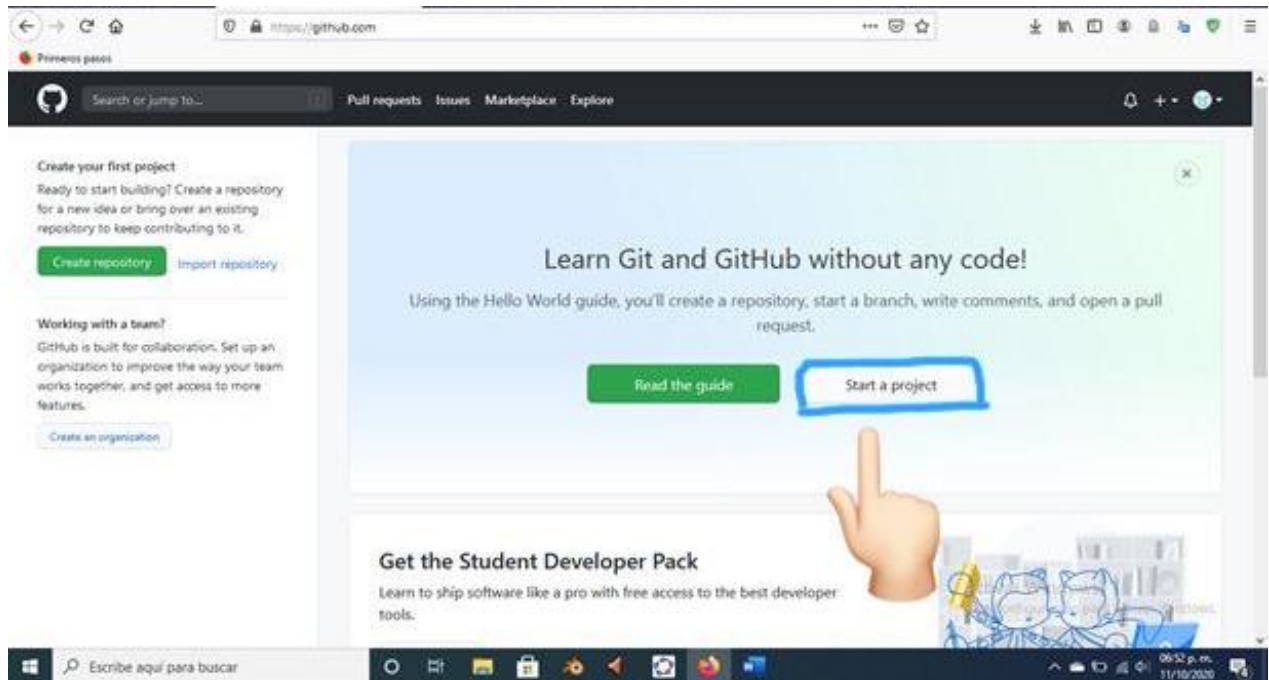 https://github.com
Primeros pasos
Search or jump to...
Pull requests Issues Marketplace Explore
Create your first project
Ready to start building? Create a repository
for a new idea or bring over an existing
repository to keep contributing to it.
Create repository
Import repository
Working with a team?
GitHub is built for collaboration. Set up an
organization to improve the way your team
works together, and get access to more
features.
Create an organization
Learn Git and GitHub without any code!
Using the Hello World guide, you'll create a repository, start a branch, write comments, and open a pull
request.
Read the guide
Start a project
Get the Student Developer Pack
Learn to ship software like a pro with free access to the best developer
tools.
Escribe aquí para buscar
06:52 p. m.
11/10/2020